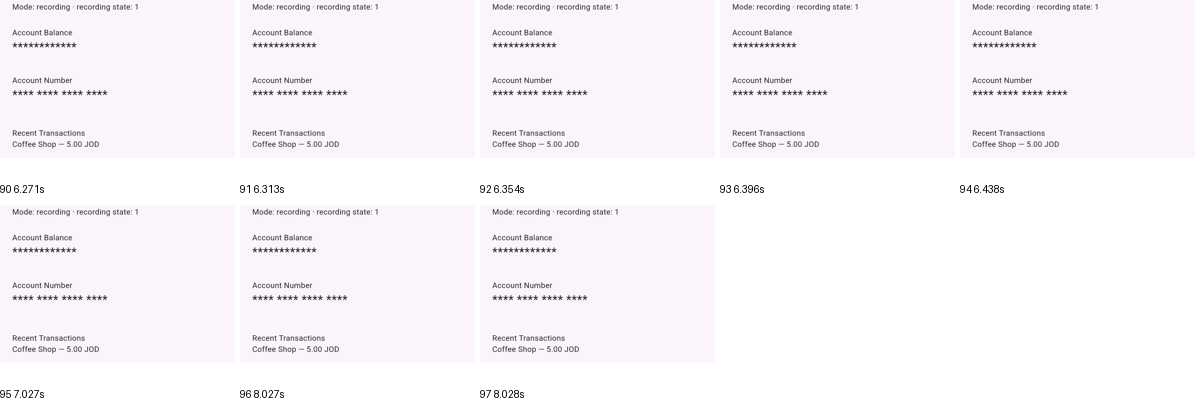 Mode: recording · recording state: 1
Account Balance
************
Account Number
**** **** **** ****
Recent Transactions
Coffee Shop — 5.00 JOD
90 6.271s
Mode: recording · recording state: 1
Account Balance
************
Account Number
**** **** **** ****
Recent Transactions
Coffee Shop — 5.00 JOD
91 6.313s
Mode: recording · recording state: 1
Account Balance
************
Account Number
**** **** **** ****
Recent Transactions
Coffee Shop — 5.00 JOD
92 6.354s
Mode: recording · recording state: 1
Account Balance
************
Account Number
**** **** **** ****
Recent Transactions
Coffee Shop — 5.00 JOD
93 6.396s
Mode: recording · recording state: 1
Account Balance
************
Account Number
**** **** **** ****
Recent Transactions
Coffee Shop — 5.00 JOD
94 6.438s
Mode: recording · recording state: 1
Account Balance
************
Account Number
**** **** **** ****
Recent Transactions
Coffee Shop — 5.00 JOD
95 7.027s
Mode: recording · recording state: 1
Account Balance
************
Account Number
**** **** **** ****
Recent Transactions
Coffee Shop — 5.00 JOD
96 8.027s
Mode: recording · recording state: 1
Account Balance
************
Account Number
**** **** **** ****
Recent Transactions
Coffee Shop — 5.00 JOD
97 8.028s